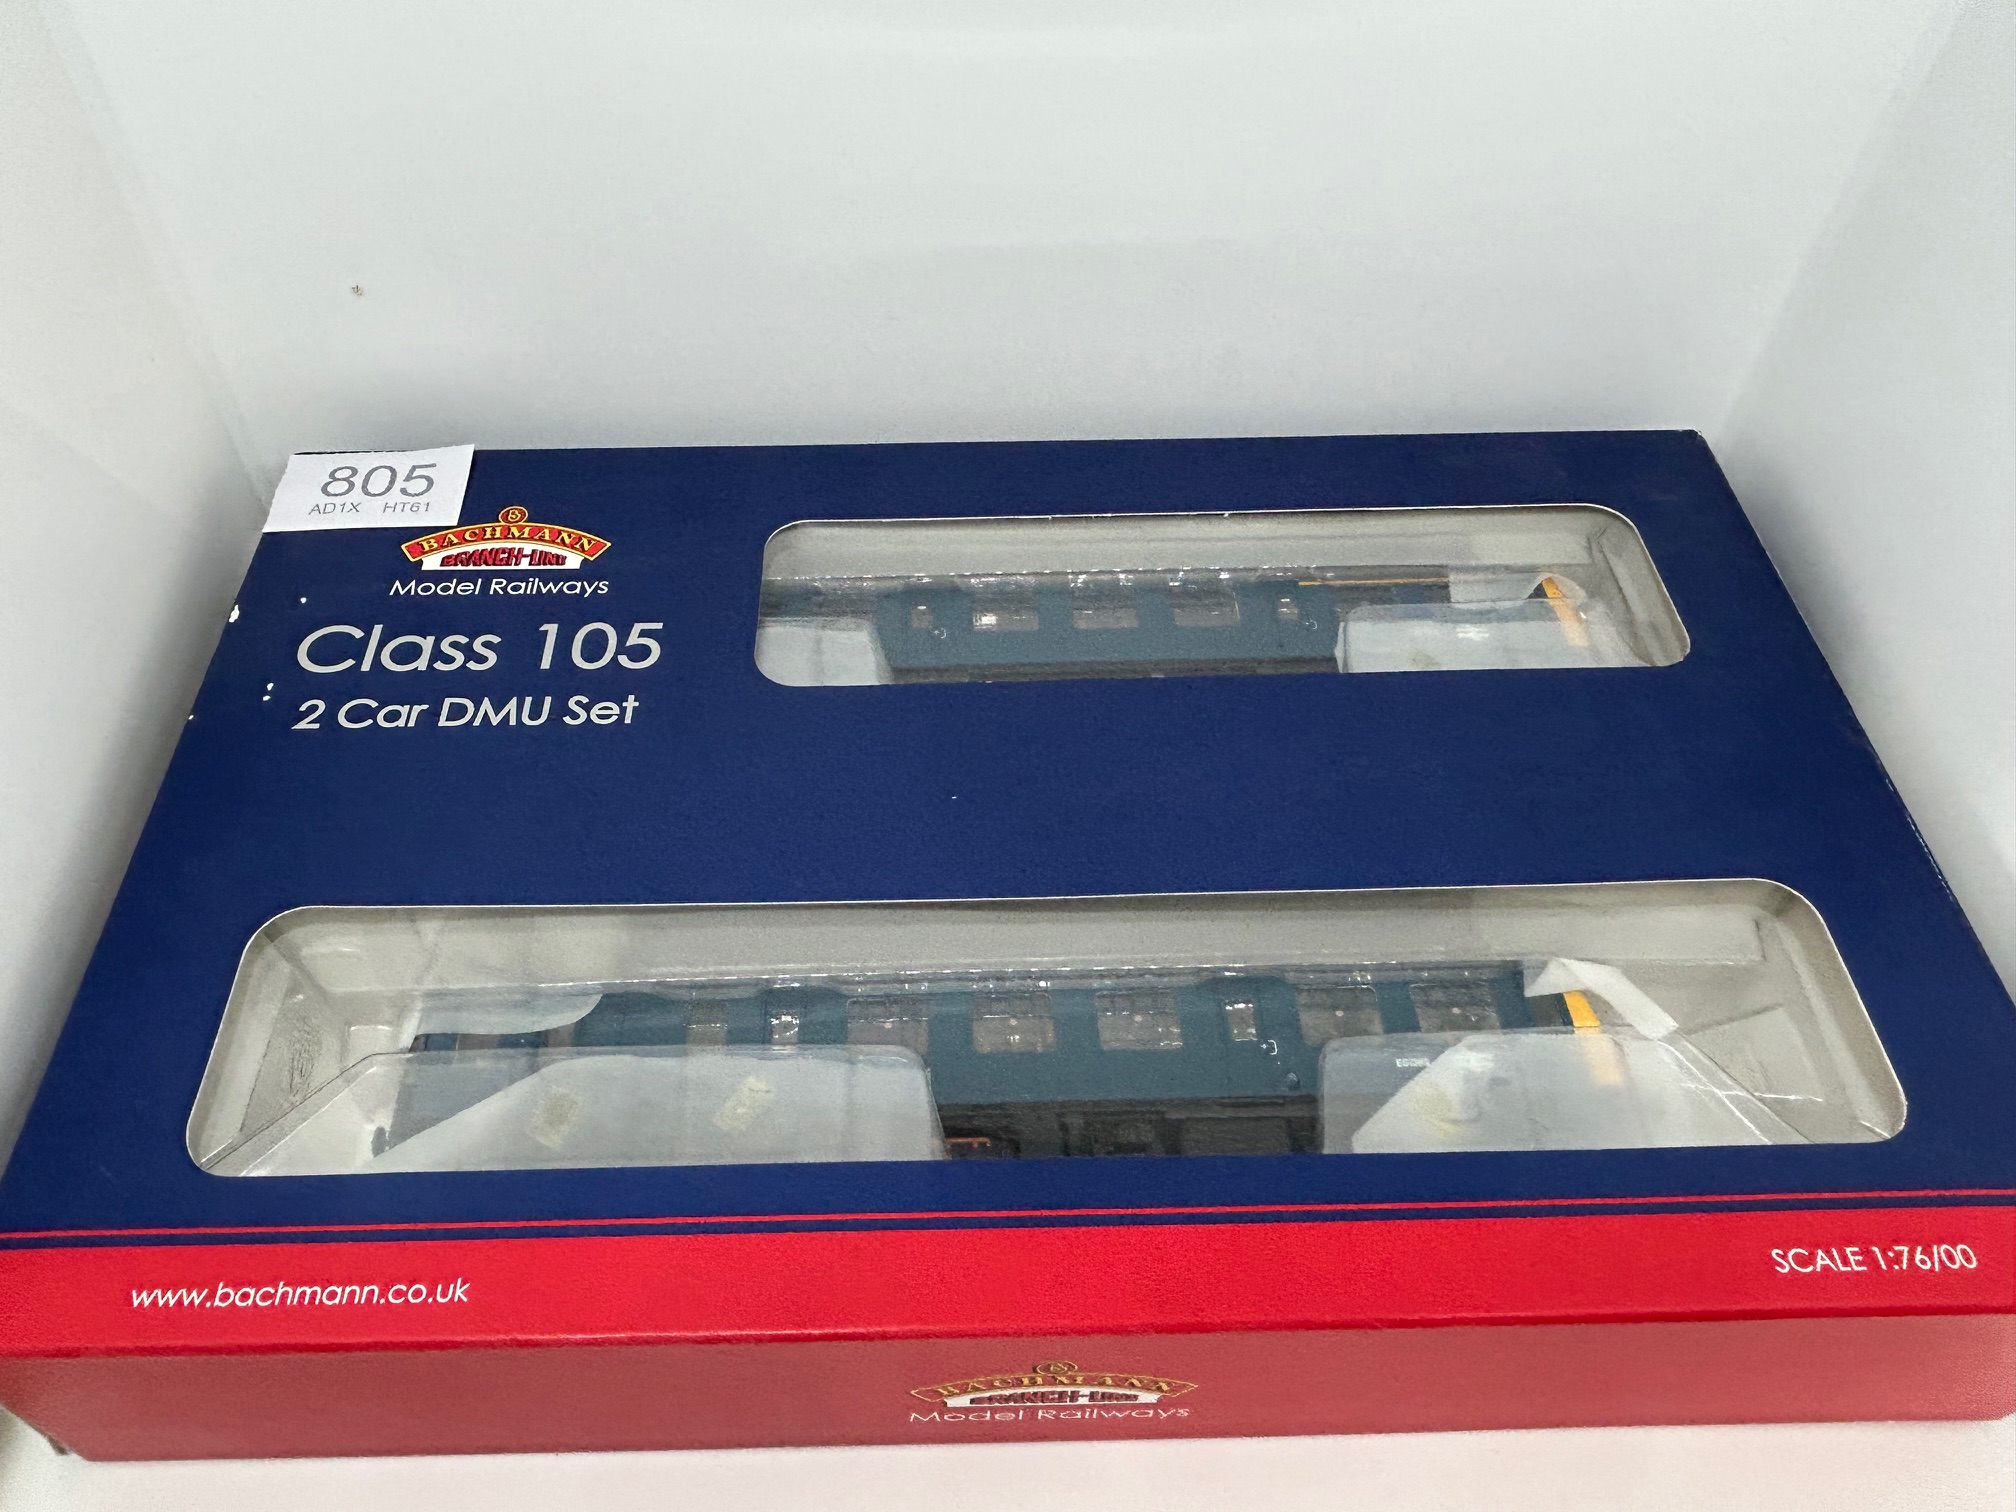 805
AD1X HT61
BACHMANN
BRANCH-LINE
Model Railways
Class 105
2 Car DMU Set
www.bachmann.co.uk
SCALE 1:76/00
BACHMANN
BRANCH-LINE
Model Railways